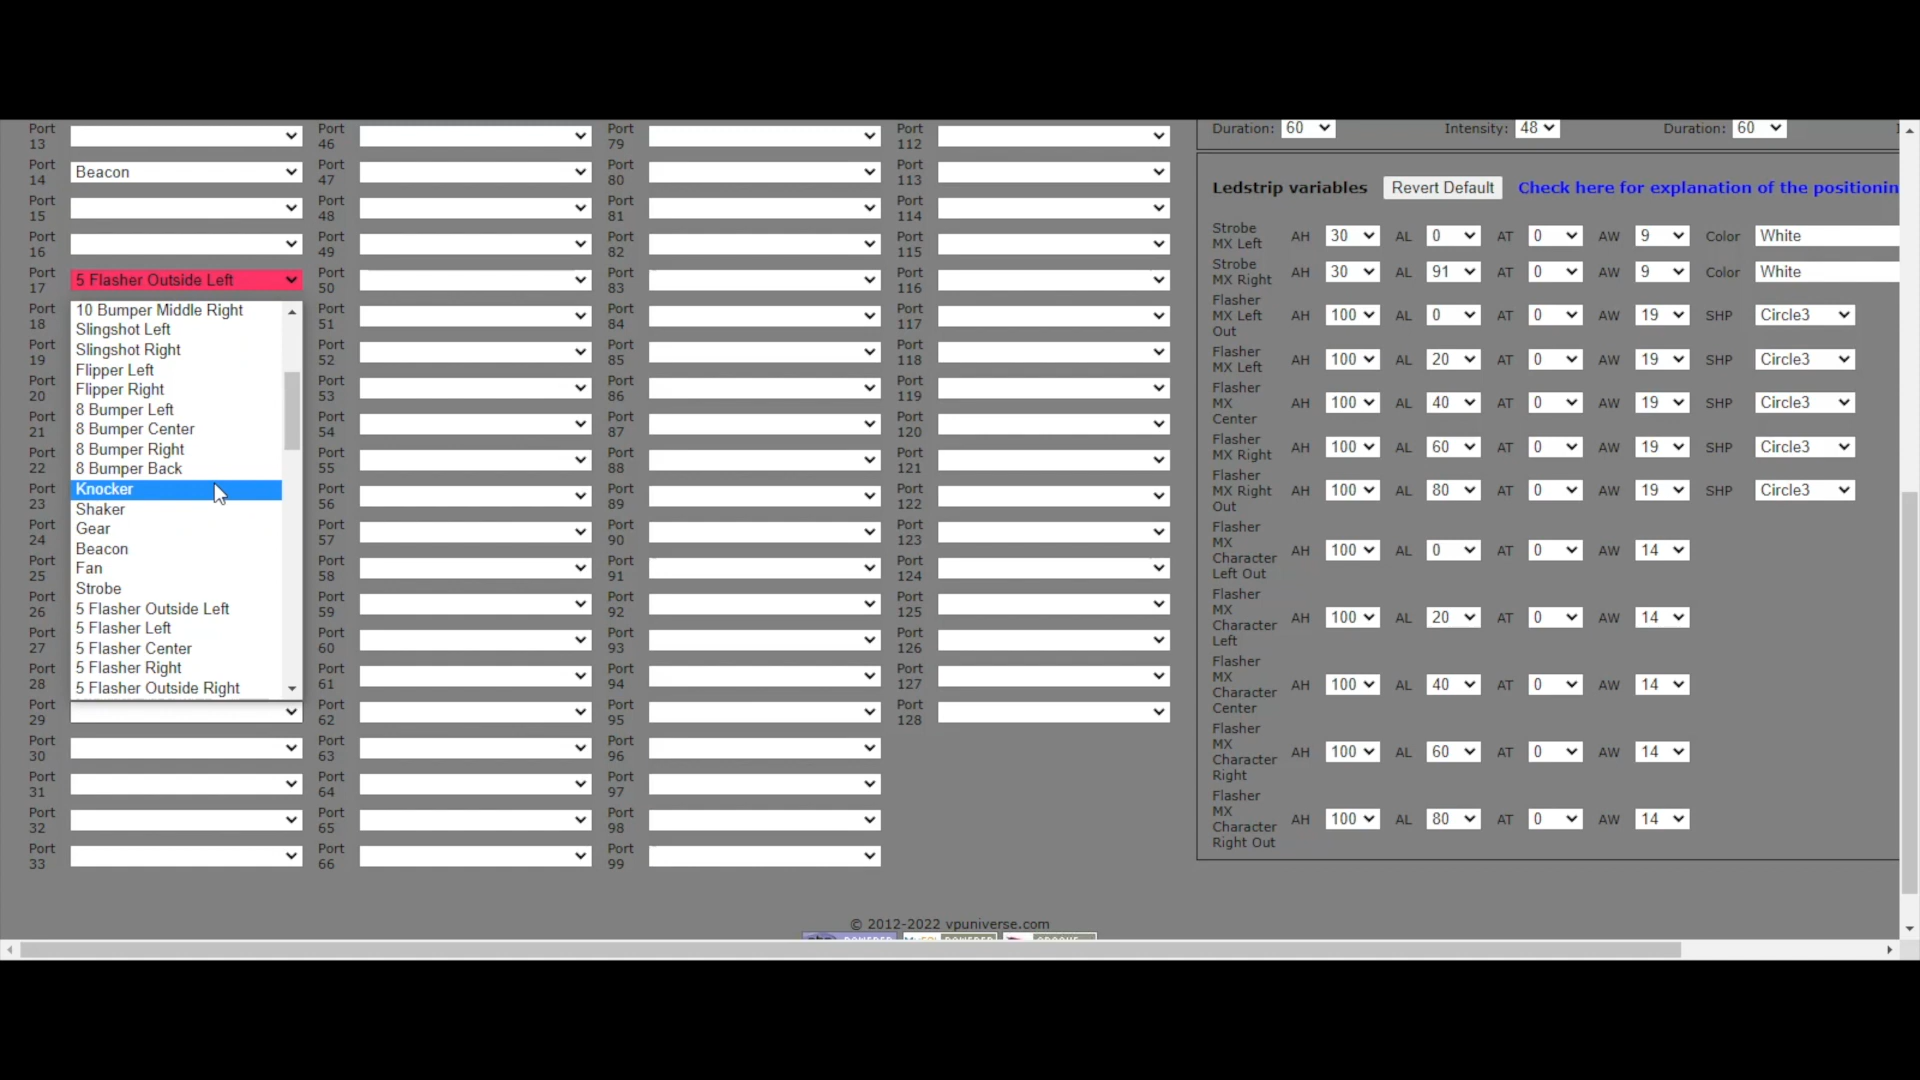 Port 13
Port 46
Port 79
Port 112
Duration: 60
Intensity: 48
Duration: 60
Port 14
Beacon
Port 47
Port 80
Port 113
Port 15
Port 48
Port 81
Port 114
Port 16
Port 49
Port 82
Port 115
Port 17
5 Flasher Outside Left
Port 50
Port 83
Port 116
Port 18
Port 51
Port 84
Port 117
Port 19
Port 52
Port 85
Port 118
Port 20
Port 53
Port 86
Port 119
Port 21
Port 54
Port 87
Port 120
Port 22
Port 55
Port 88
Port 121
Port 23
Port 56
Port 89
Port 122
Port 24
Port 57
Port 90
Port 123
Port 25
Port 58
Port 91
Port 124
Port 26
Port 59
Port 92
Port 125
Port 27
Port 60
Port 93
Port 126
Port 28
Port 61
Port 94
Port 127
Port 29
Port 62
Port 95
Port 128
Port 30
Port 63
Port 96
Port 31
Port 64
Port 97
Port 32
Port 65
Port 98
Port 33
Port 66
Port 99
10 Bumper Middle Right
Slingshot Left
Slingshot Right
Flipper Left
Flipper Right
8 Bumper Left
8 Bumper Center
8 Bumper Right
8 Bumper Back
Knocker
Shaker
Gear
Beacon
Fan
Strobe
5 Flasher Outside Left
5 Flasher Left
5 Flasher Center
5 Flasher Right
5 Flasher Outside Right
Ledstrip variables
Revert Default
Check here for explanation of the positionin
Strobe MX Left AH 30 AL 0 AT 0 AW 9 Color White
Strobe MX Right AH 30 AL 91 AT 0 AW 9 Color White
Flasher MX Left Out AH 100 AL 0 AT 0 AW 19 SHP Circle3
Flasher MX Left AH 100 AL 20 AT 0 AW 19 SHP Circle3
Flasher MX Center AH 100 AL 40 AT 0 AW 19 SHP Circle3
Flasher MX Right AH 100 AL 60 AT 0 AW 19 SHP Circle3
Flasher MX Right Out AH 100 AL 80 AT 0 AW 19 SHP Circle3
Flasher MX Character Left Out AH 100 AL 0 AT 0 AW 14
Flasher MX Character Left AH 100 AL 20 AT 0 AW 14
Flasher MX Character Center AH 100 AL 40 AT 0 AW 14
Flasher MX Character Right AH 100 AL 60 AT 0 AW 14
Flasher MX Character Right Out AH 100 AL 80 AT 0 AW 14
© 2012-2022 vpuniverse.com